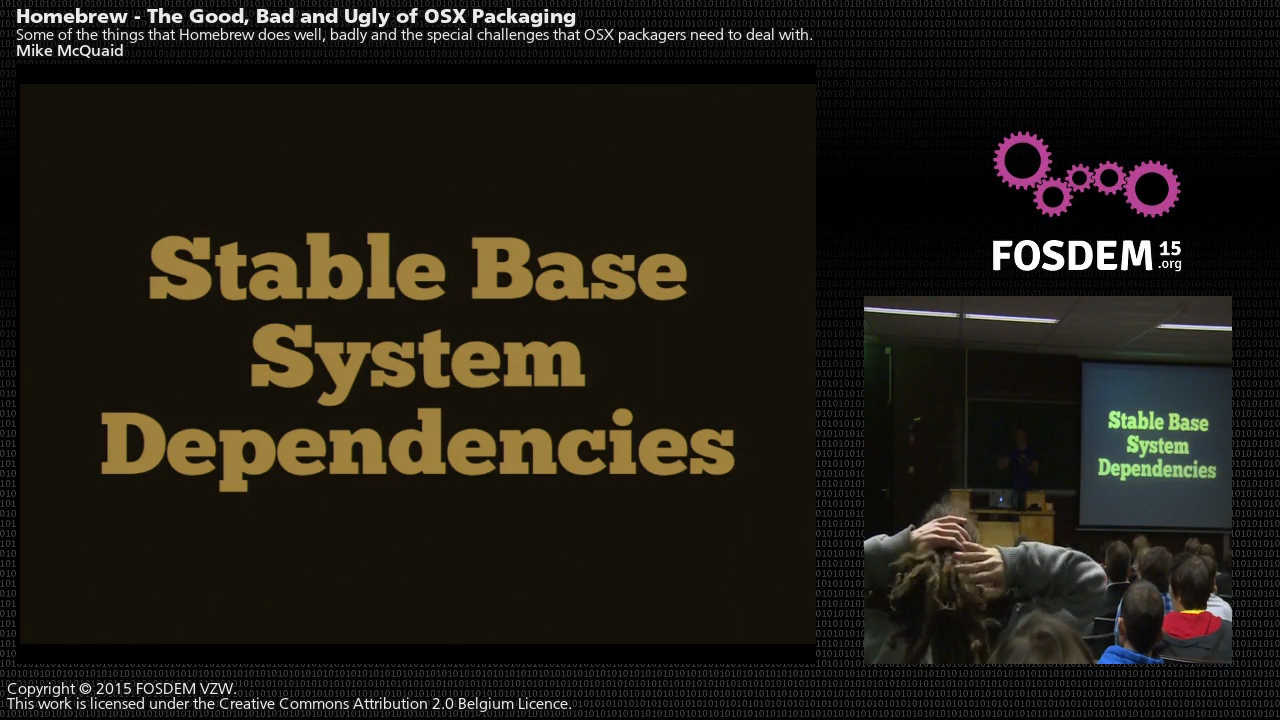 Homebrew - The Good, Bad and Ugly of OSX Packaging
Some of the things that Homebrew does well, badly and the special challenges that OSX packagers need to deal with.
Mike McQuaid
Stable Base
System
Dependencies
FOSDEM 15
.org
Stable Base
System
Dependencies
Copyright © 2015 FOSDEM VZW.
This work is licensed under the Creative Commons Attribution 2.0 Belgium Licence.